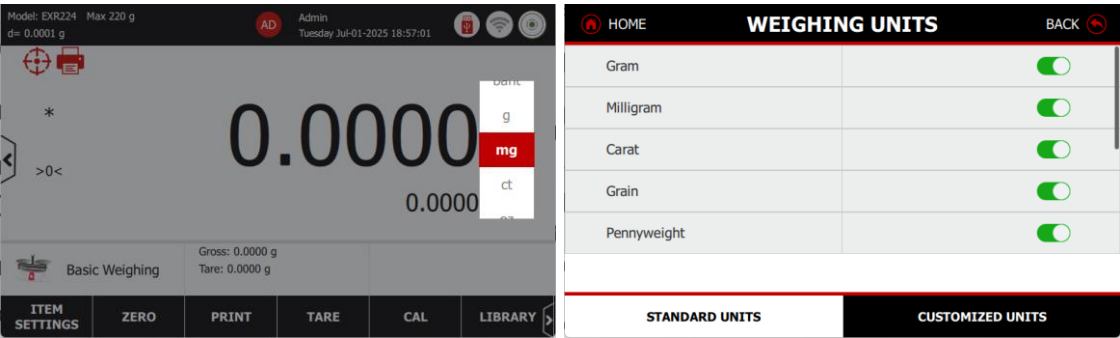 Model: EXR224 Max 220 g
d= 0.0001 g
AD
Admin
Tuesday Jul-01-2025 18:57:01
*
>0<
0.0000
0.0000
g
mg
ct
Basic Weighing
Gross: 0.0000 g
Tare: 0.0000 g
ITEM
SETTINGS
ZERO
PRINT
TARE
CAL
LIBRARY
HOME
WEIGHING UNITS
BACK
Gram
Milligram
Carat
Grain
Pennyweight
STANDARD UNITS
CUSTOMIZED UNITS